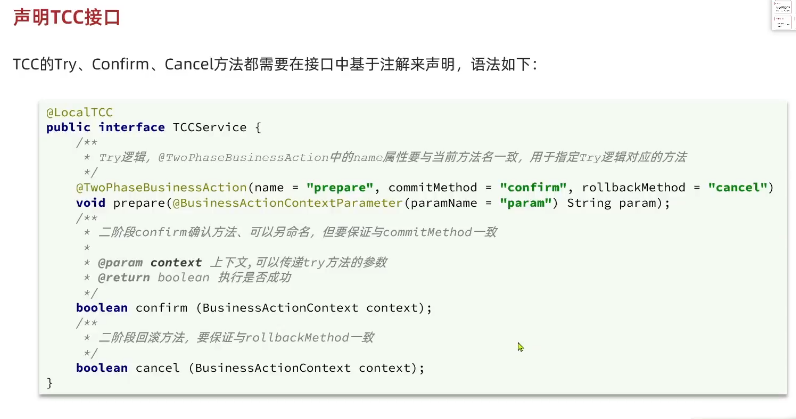 声明TCC接口
TCC的Try、Confirm、Cancel方法都需要在接口中基于注解来声明，语法如下：
@LocalTCC
public interface TCCService {
/**
* Try逻辑，@TwoPhaseBusinessAction中的name属性要与当前方法名一致，用于指定Try逻辑对应的方法
*/
@TwoPhaseBusinessAction(name = "prepare", commitMethod = "confirm", rollbackMethod = "cancel")
void prepare(@BusinessActionContextParameter(paramName = "param") String param);
/**
* 二阶段confirm确认方法、可以另命名，但要保证与commitMethod一致
*
* @param context 上下文,可以传递try方法的参数
* @return boolean 执行是否成功
*/
boolean confirm (BusinessActionContext context);
/**
* 二阶段回滚方法，要保证与rollbackMethod一致
*/
boolean cancel (BusinessActionContext context);
}